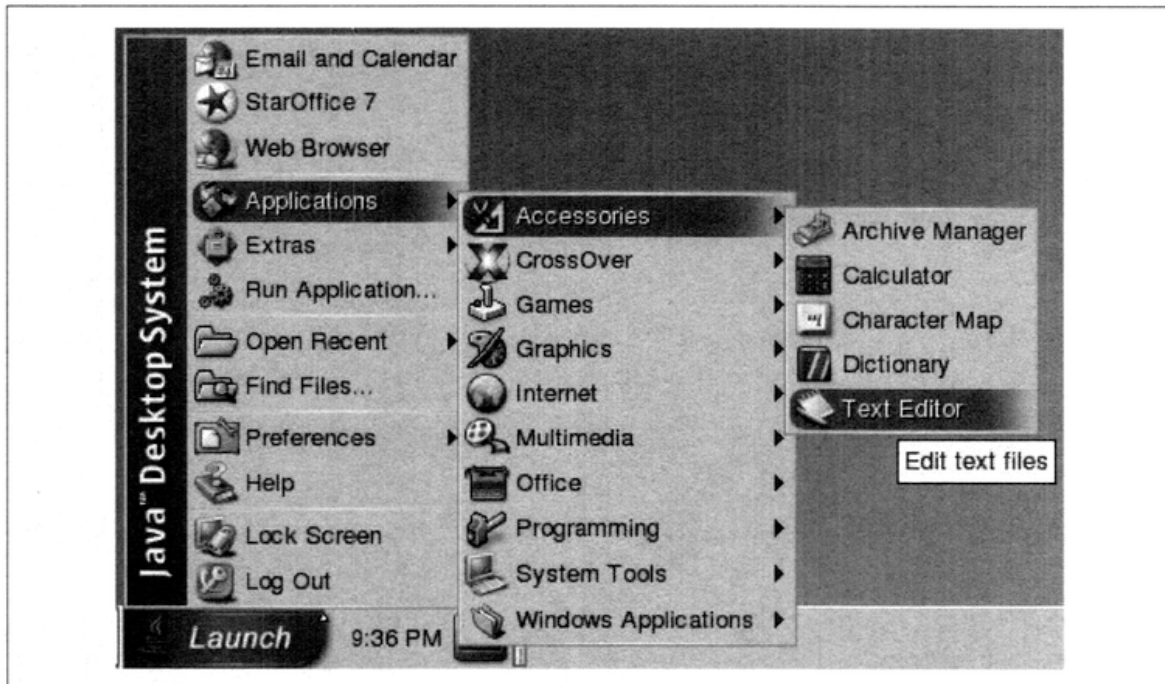 Java™ Desktop System
Email and Calendar
StarOffice 7
Web Browser
Applications
Extras
Run Application...
Open Recent
Find Files...
Preferences
Help
Lock Screen
Log Out
Accessories
CrossOver
Games
Graphics
Internet
Multimedia
Office
Programming
System Tools
Windows Applications
Archive Manager
Calculator
Character Map
Dictionary
Text Editor
Edit text files
Launch
9:36 PM